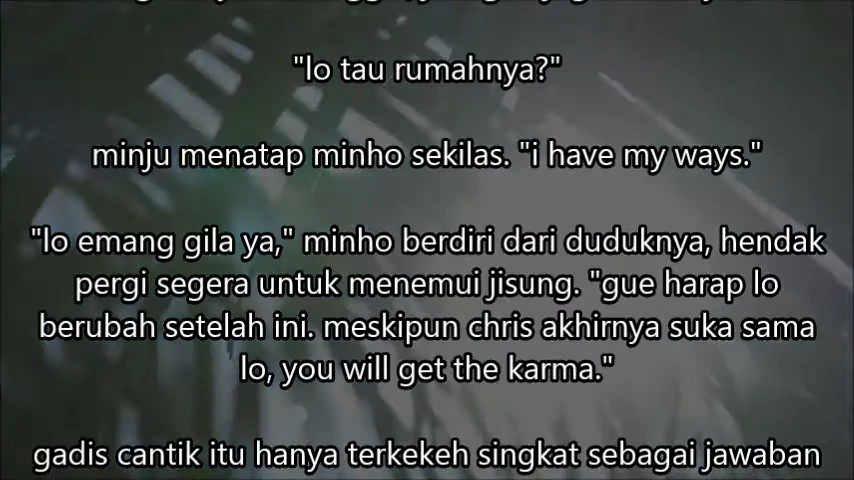 "lo tau rumahnya?"
minju menatap minho sekilas. "i have my ways."
"lo emang gila ya," minho berdiri dari duduknya, hendak
pergi segera untuk menemui jisung. "gue harap lo
berubah setelah ini. meskipun chris akhirnya suka sama
lo, you will get the karma."
gadis cantik itu hanya terkekeh singkat sebagai jawaban